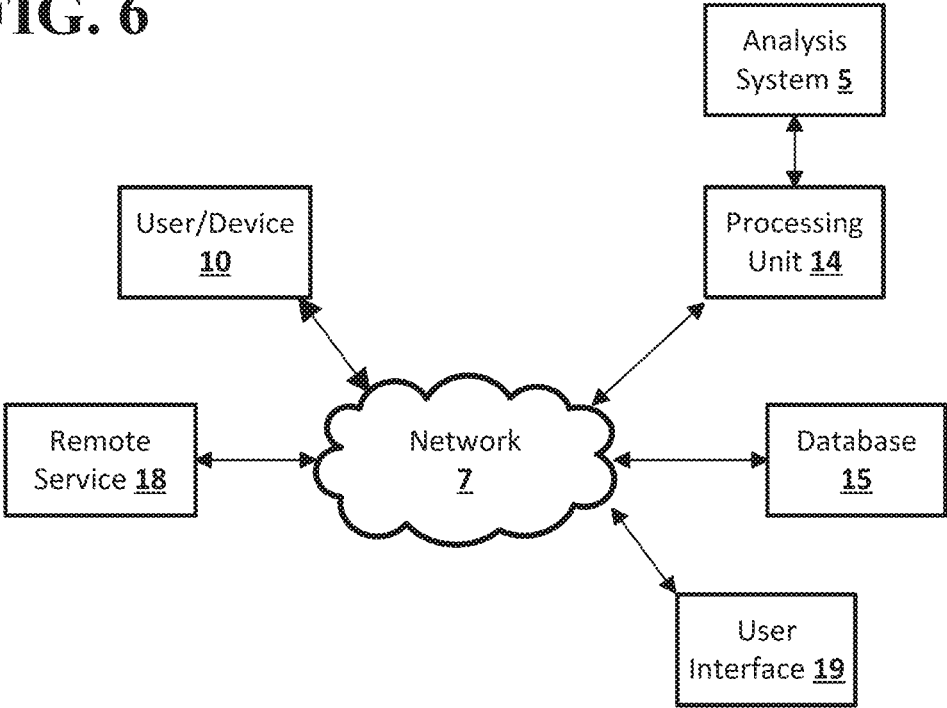 FIG. 6
Analysis
System 5
User/Device
10
Processing
Unit 14
Remote
Service 18
Network
7
Database
15
User
Interface 19